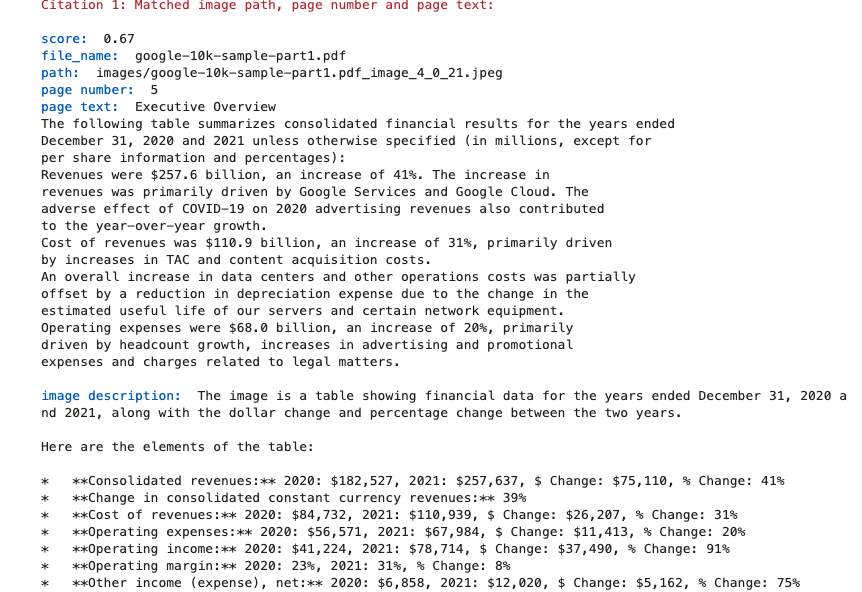 Citation 1: Matched image path, page number and page text:
score:  0.67
file_name:  google-10k-sample-part1.pdf
path:  images/google-10k-sample-part1.pdf_image_4_0_21.jpeg
page number:  5
page text:  Executive Overview
The following table summarizes consolidated financial results for the years ended
December 31, 2020 and 2021 unless otherwise specified (in millions, except for
per share information and percentages):
Revenues were $257.6 billion, an increase of 41%. The increase in
revenues was primarily driven by Google Services and Google Cloud. The
adverse effect of COVID-19 on 2020 advertising revenues also contributed
to the year-over-year growth.
Cost of revenues was $110.9 billion, an increase of 31%, primarily driven
by increases in TAC and content acquisition costs.
An overall increase in data centers and other operations costs was partially
offset by a reduction in depreciation expense due to the change in the
estimated useful life of our servers and certain network equipment.
Operating expenses were $68.0 billion, an increase of 20%, primarily
driven by headcount growth, increases in advertising and promotional
expenses and charges related to legal matters.
image description:  The image is a table showing financial data for the years ended December 31, 2020 a
nd 2021, along with the dollar change and percentage change between the two years.
Here are the elements of the table:
*   **Consolidated revenues:** 2020: $182,527, 2021: $257,637, $ Change: $75,110, % Change: 41%
*   **Change in consolidated constant currency revenues:** 39%
*   **Cost of revenues:** 2020: $84,732, 2021: $110,939, $ Change: $26,207, % Change: 31%
*   **Operating expenses:** 2020: $56,571, 2021: $67,984, $ Change: $11,413, % Change: 20%
*   **Operating income:** 2020: $41,224, 2021: $78,714, $ Change: $37,490, % Change: 91%
*   **Operating margin:** 2020: 23%, 2021: 31%, % Change: 8%
*   **Other income (expense), net:** 2020: $6,858, 2021: $12,020, $ Change: $5,162, % Change: 75%